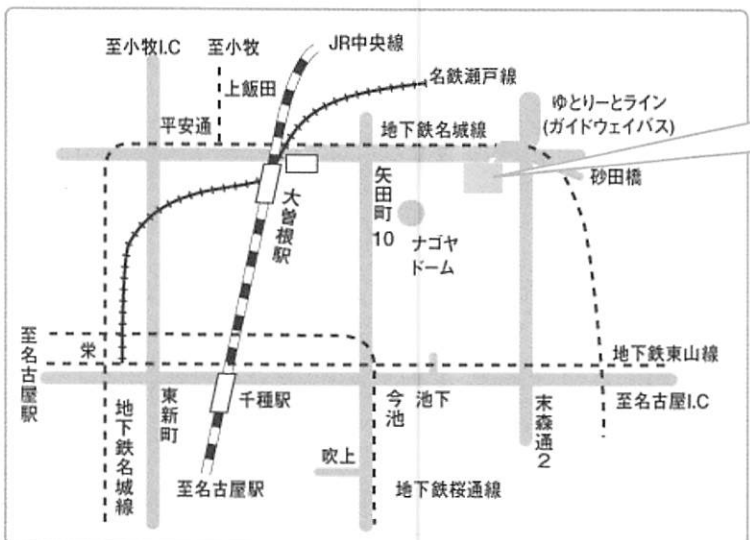 至小牧I.C
至小牧
JR中央線
上飯田
名鉄瀬戸線
平安通
地下鉄名城線
ゆとりーとライン
(ガイドウェイバス)
砂田橋
大曽根駅
矢田町10
ナゴヤ
ドーム
至名古屋駅
栄
地下鉄東山線
地下鉄名城線
東新町
千種駅
今池
池下
末森通2
至名古屋I.C
吹上
至名古屋駅
地下鉄桜通線